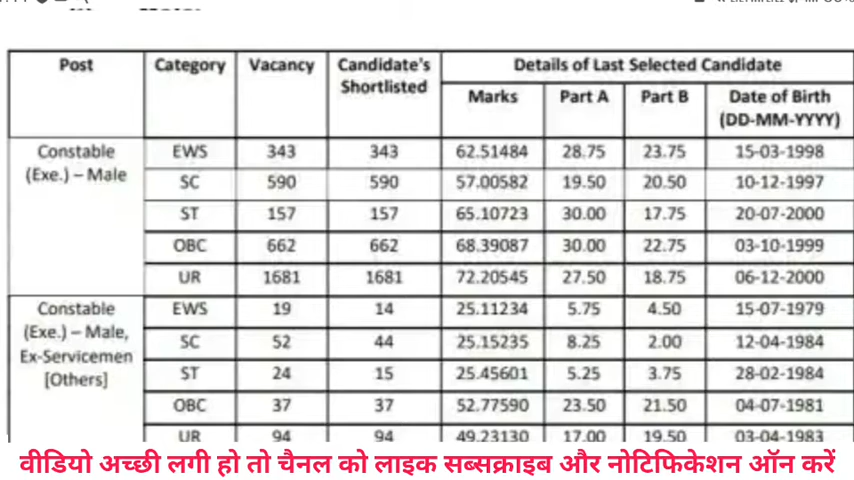 Post Category Vacancy Candidate's Shortlisted Details of Last Selected Candidate
Marks Part A Part B Date of Birth (DD-MM-YYYY)
Constable (Exe.) – Male EWS 343 343 62.51484 28.75 23.75 15-03-1998
SC 590 590 57.00582 19.50 20.50 10-12-1997
ST 157 157 65.10723 30.00 17.75 20-07-2000
OBC 662 662 68.39087 30.00 22.75 03-10-1999
UR 1681 1681 72.20545 27.50 18.75 06-12-2000
Constable (Exe.) – Male, Ex-Servicemen [Others] EWS 19 14 25.11234 5.75 4.50 15-07-1979
SC 52 44 25.15235 8.25 2.00 12-04-1984
ST 24 15 25.45601 5.25 3.75 28-02-1984
OBC 37 37 52.77590 23.50 21.50 04-07-1981
UR 94 94 49.23130 17.00 19.50 03-04-1983
वीडियो अच्छी लगी हो तो चैनल को लाइक सब्सक्राइब और नोटिफिकेशन ऑन करें